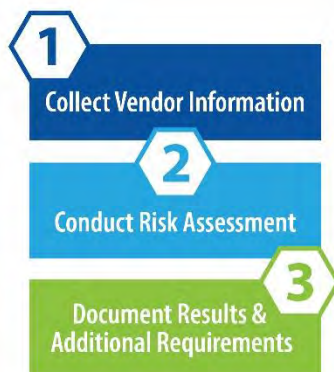 1
Collect Vendor Information
2
Conduct Risk Assessment
3
Document Results &
Additional Requirements